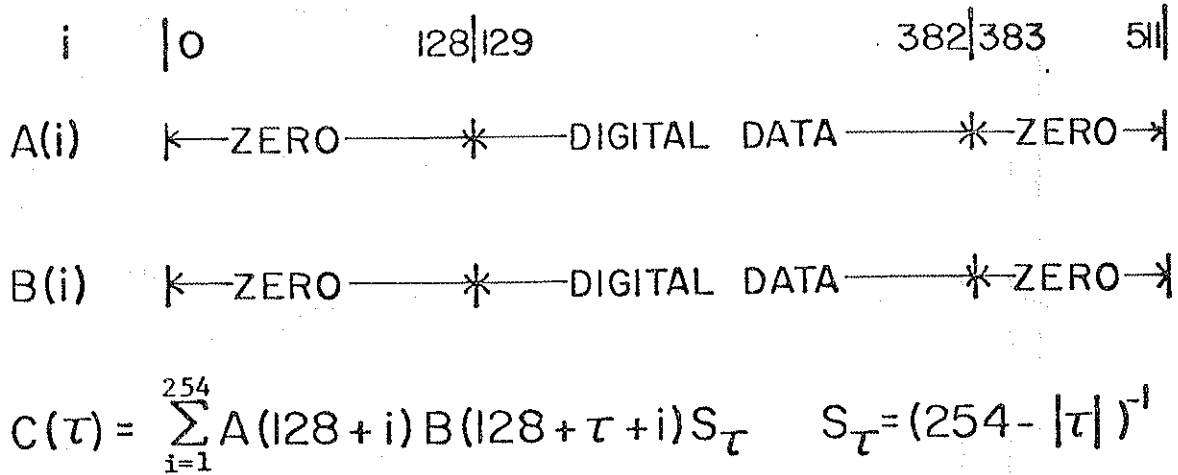 i |0 128|129 382|383 511|
A(i) |←ZERO→*←DIGITAL DATA→*←ZERO→|
B(i) |←ZERO→*←DIGITAL DATA→*←ZERO→|
C(τ) = Σ_{i=1}^{254} A(128 + i) B(128 + τ + i) S_τ S_τ = (254 - |τ|)^{-1}